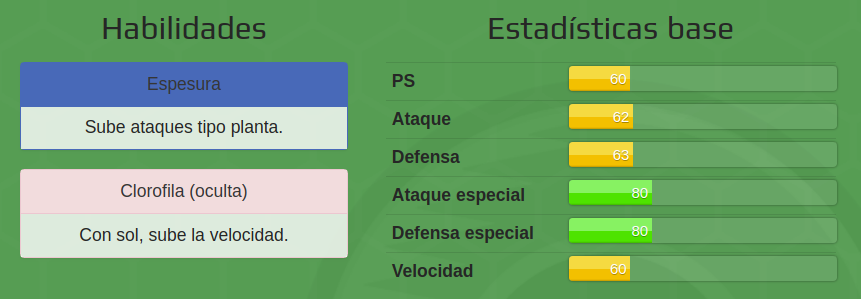 Habilidades
Espesura
Sube ataques tipo planta.
Clorofila (oculta)
Con sol, sube la velocidad.
Estadísticas base
PS 60
Ataque 62
Defensa 63
Ataque especial 80
Defensa especial 80
Velocidad 60